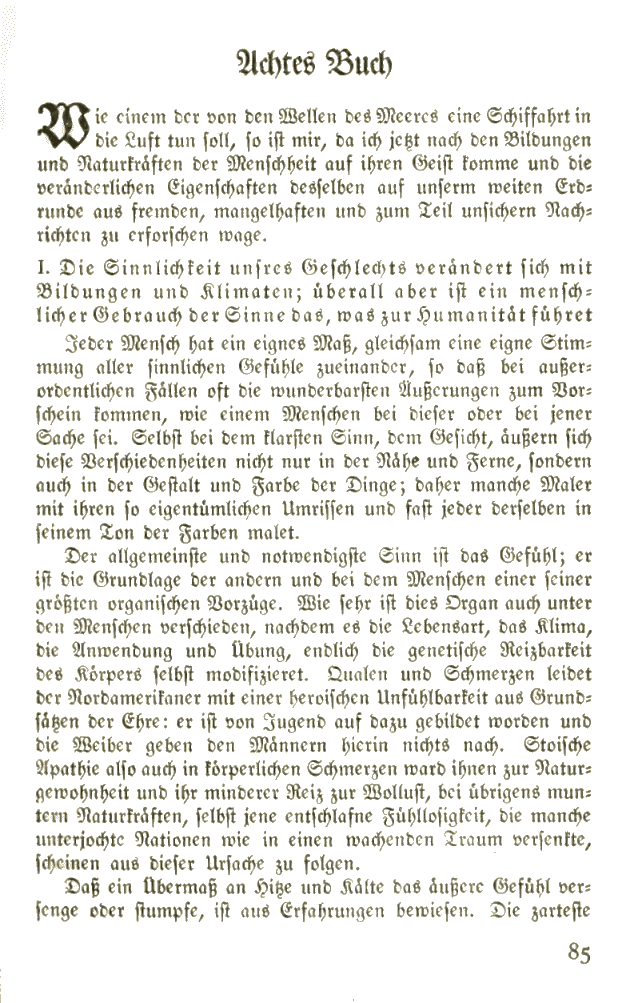 Achtes Buch
Wie einem der von den Wellen des Meeres eine Schiffahrt in
die Luft tun soll, so ist mir, da ich jetzt nach den Bildungen
und Naturkräften der Menschheit auf ihren Geist komme und die
veränderlichen Eigenschaften desselben auf unserm weiten Erd-
runde aus fremden, mangelhaften und zum Teil unsichern Nach-
richten zu erforschen wage.
I. Die Sinnlichkeit unsres Geschlechts verändert sich mit
Bildungen und Klimaten; überall aber ist ein mensch-
licher Gebrauch der Sinne das, was zur Humanität führet
Jeder Mensch hat ein eignes Maß, gleichsam eine eigne Stim-
mung aller sinnlichen Gefühle zueinander, so daß bei außer-
ordentlichen Fällen oft die wunderbarsten Äußerungen zum Vor-
schein kommen, wie einem Menschen bei dieser oder bei jener
Sache sei. Selbst bei dem klarsten Sinn, dem Gesicht, äußern sich
diese Verschiedenheiten nicht nur in der Nähe und Ferne, sondern
auch in der Gestalt und Farbe der Dinge; daher manche Maler
mit ihren so eigentümlichen Umrissen und fast jeder derselben in
seinem Ton der Farben malet.
Der allgemeinste und notwendigste Sinn ist das Gefühl; er
ist die Grundlage der andern und bei dem Menschen einer seiner
größten organischen Vorzüge. Wie sehr ist dies Organ auch unter
den Menschen verschieden, nachdem es die Lebensart, das Klima,
die Anwendung und Übung, endlich die genetische Reizbarkeit
des Körpers selbst modifizieret. Qualen und Schmerzen leidet
der Nordamerikaner mit einer heroischen Unfühlbarkeit aus Grund-
sätzen der Ehre: er ist von Jugend auf dazu gebildet worden und
die Weiber geben den Männern hierin nichts nach. Stoische
Apathie also auch in körperlichen Schmerzen ward ihnen zur Natur-
gewohnheit und ihr minderer Reiz zur Wollust, bei übrigens mun-
tern Naturkräften, selbst jene entschlafne Fühllosigkeit, die manche
unterjochte Nationen wie in einen wachenden Traum versenkte,
scheinen aus dieser Ursache zu folgen.
Daß ein Übermaß an Hitze und Kälte das äußere Gefühl ver-
senge oder stumpfe, ist aus Erfahrungen bewiesen. Die zarteste
85